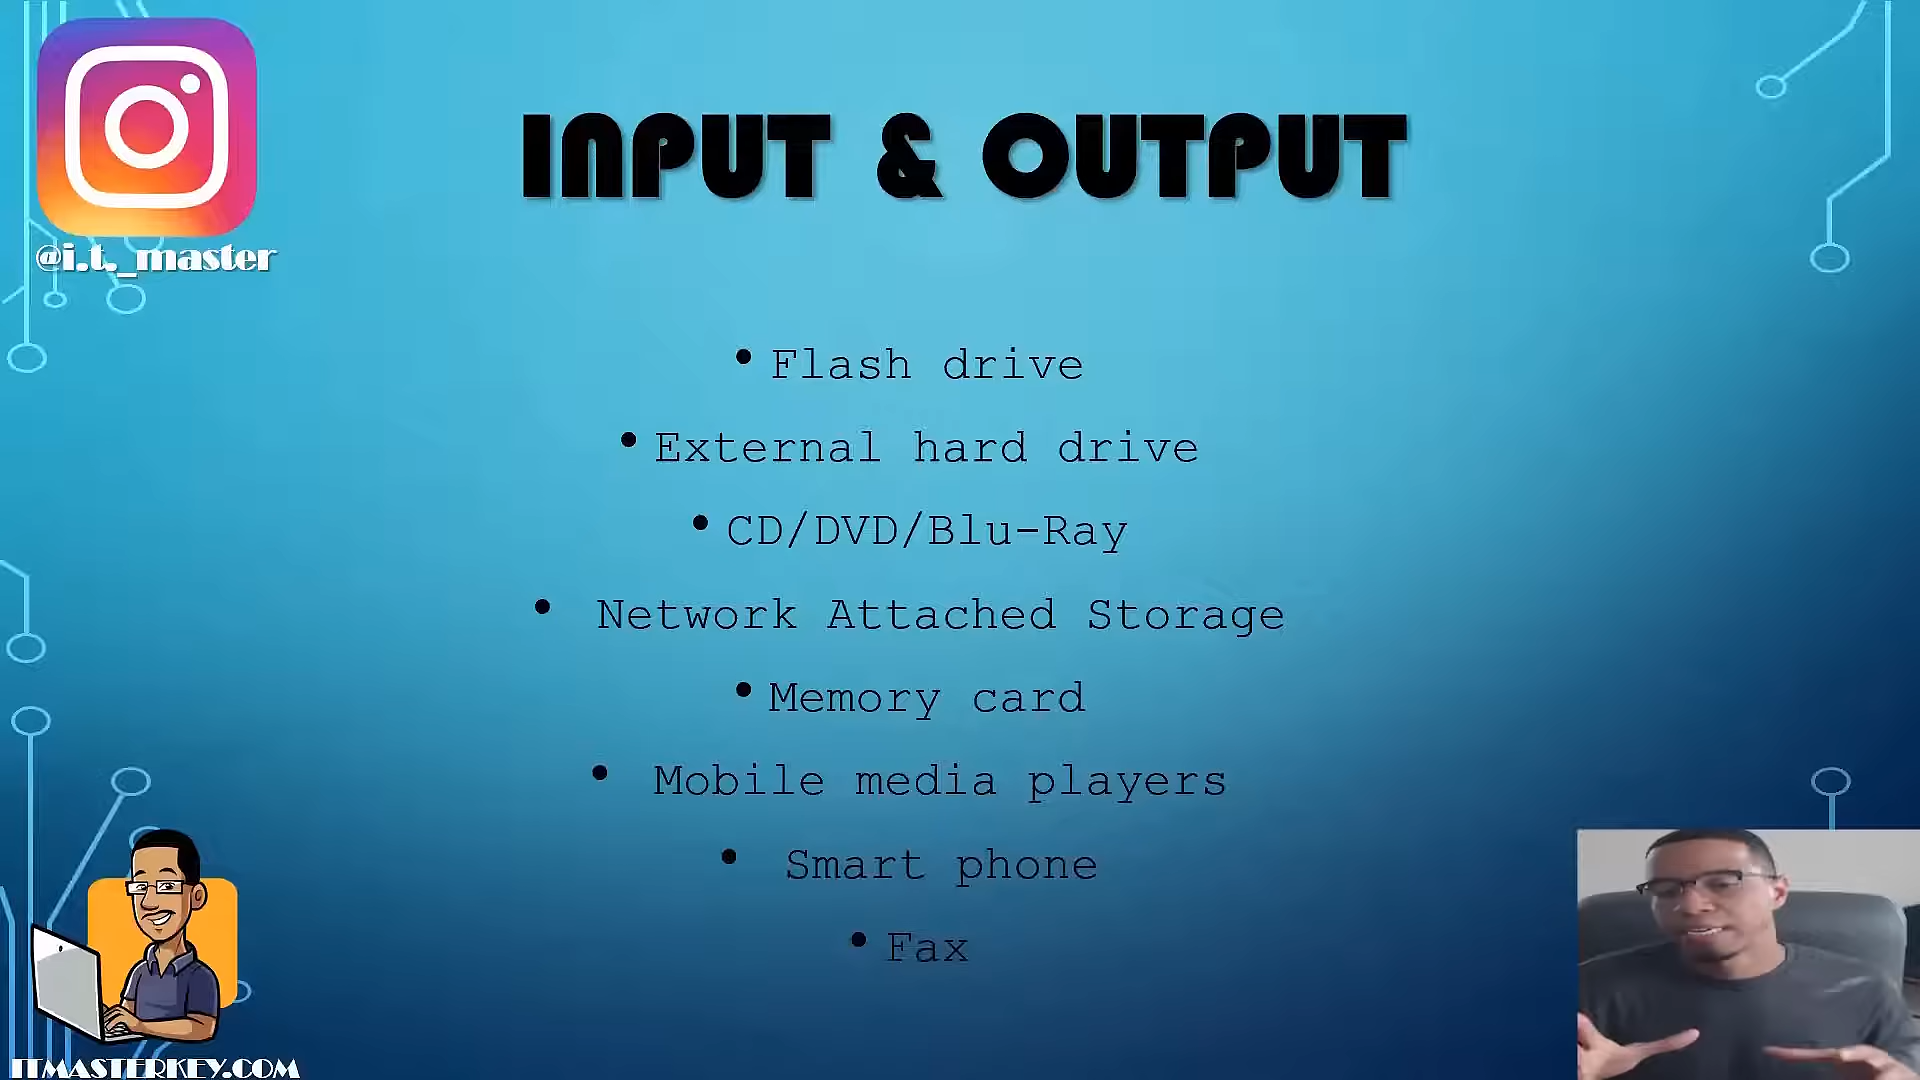 INPUT & OUTPUT
@i.t._master
• Flash drive
• External hard drive
• CD/DVD/Blu-Ray
• Network Attached Storage
• Memory card
• Mobile media players
• Smart phone
• Fax
ITMASTERKEY.COM